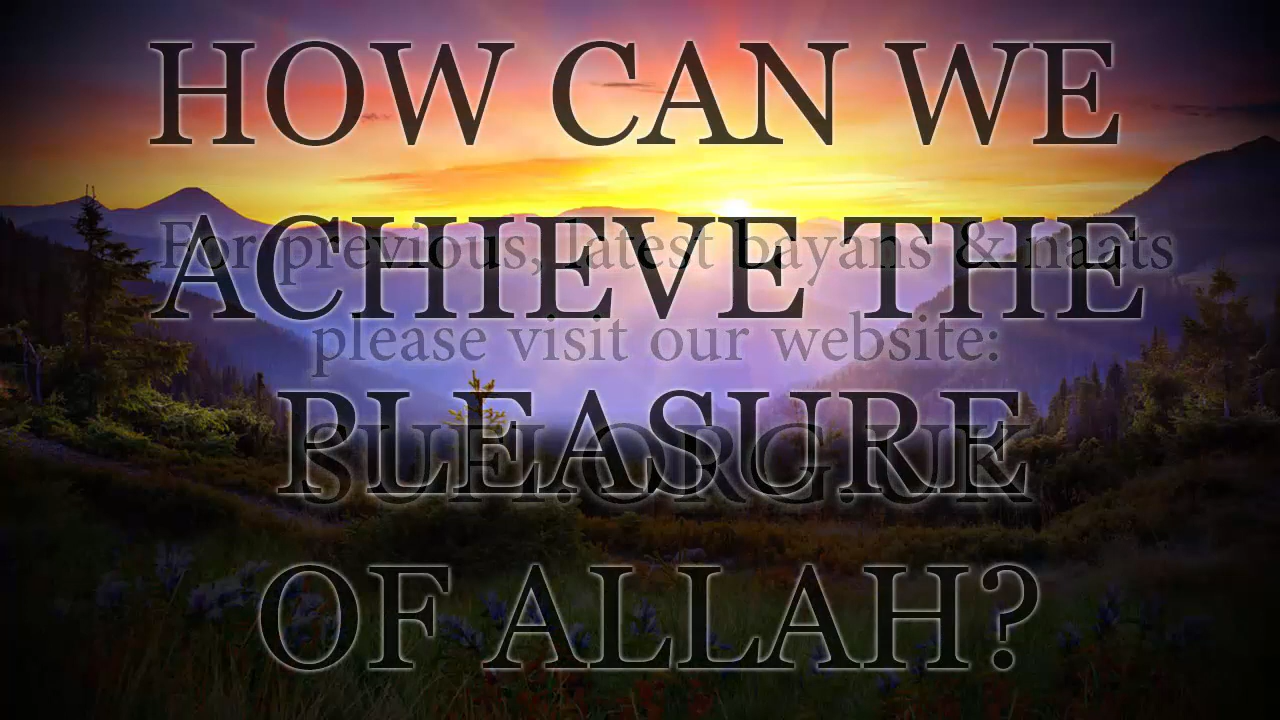 HOW CAN WE
ACHIEVE THE
PLEASURE
OF ALLAH?
For previous, latest bayans & naats
please visit our website: